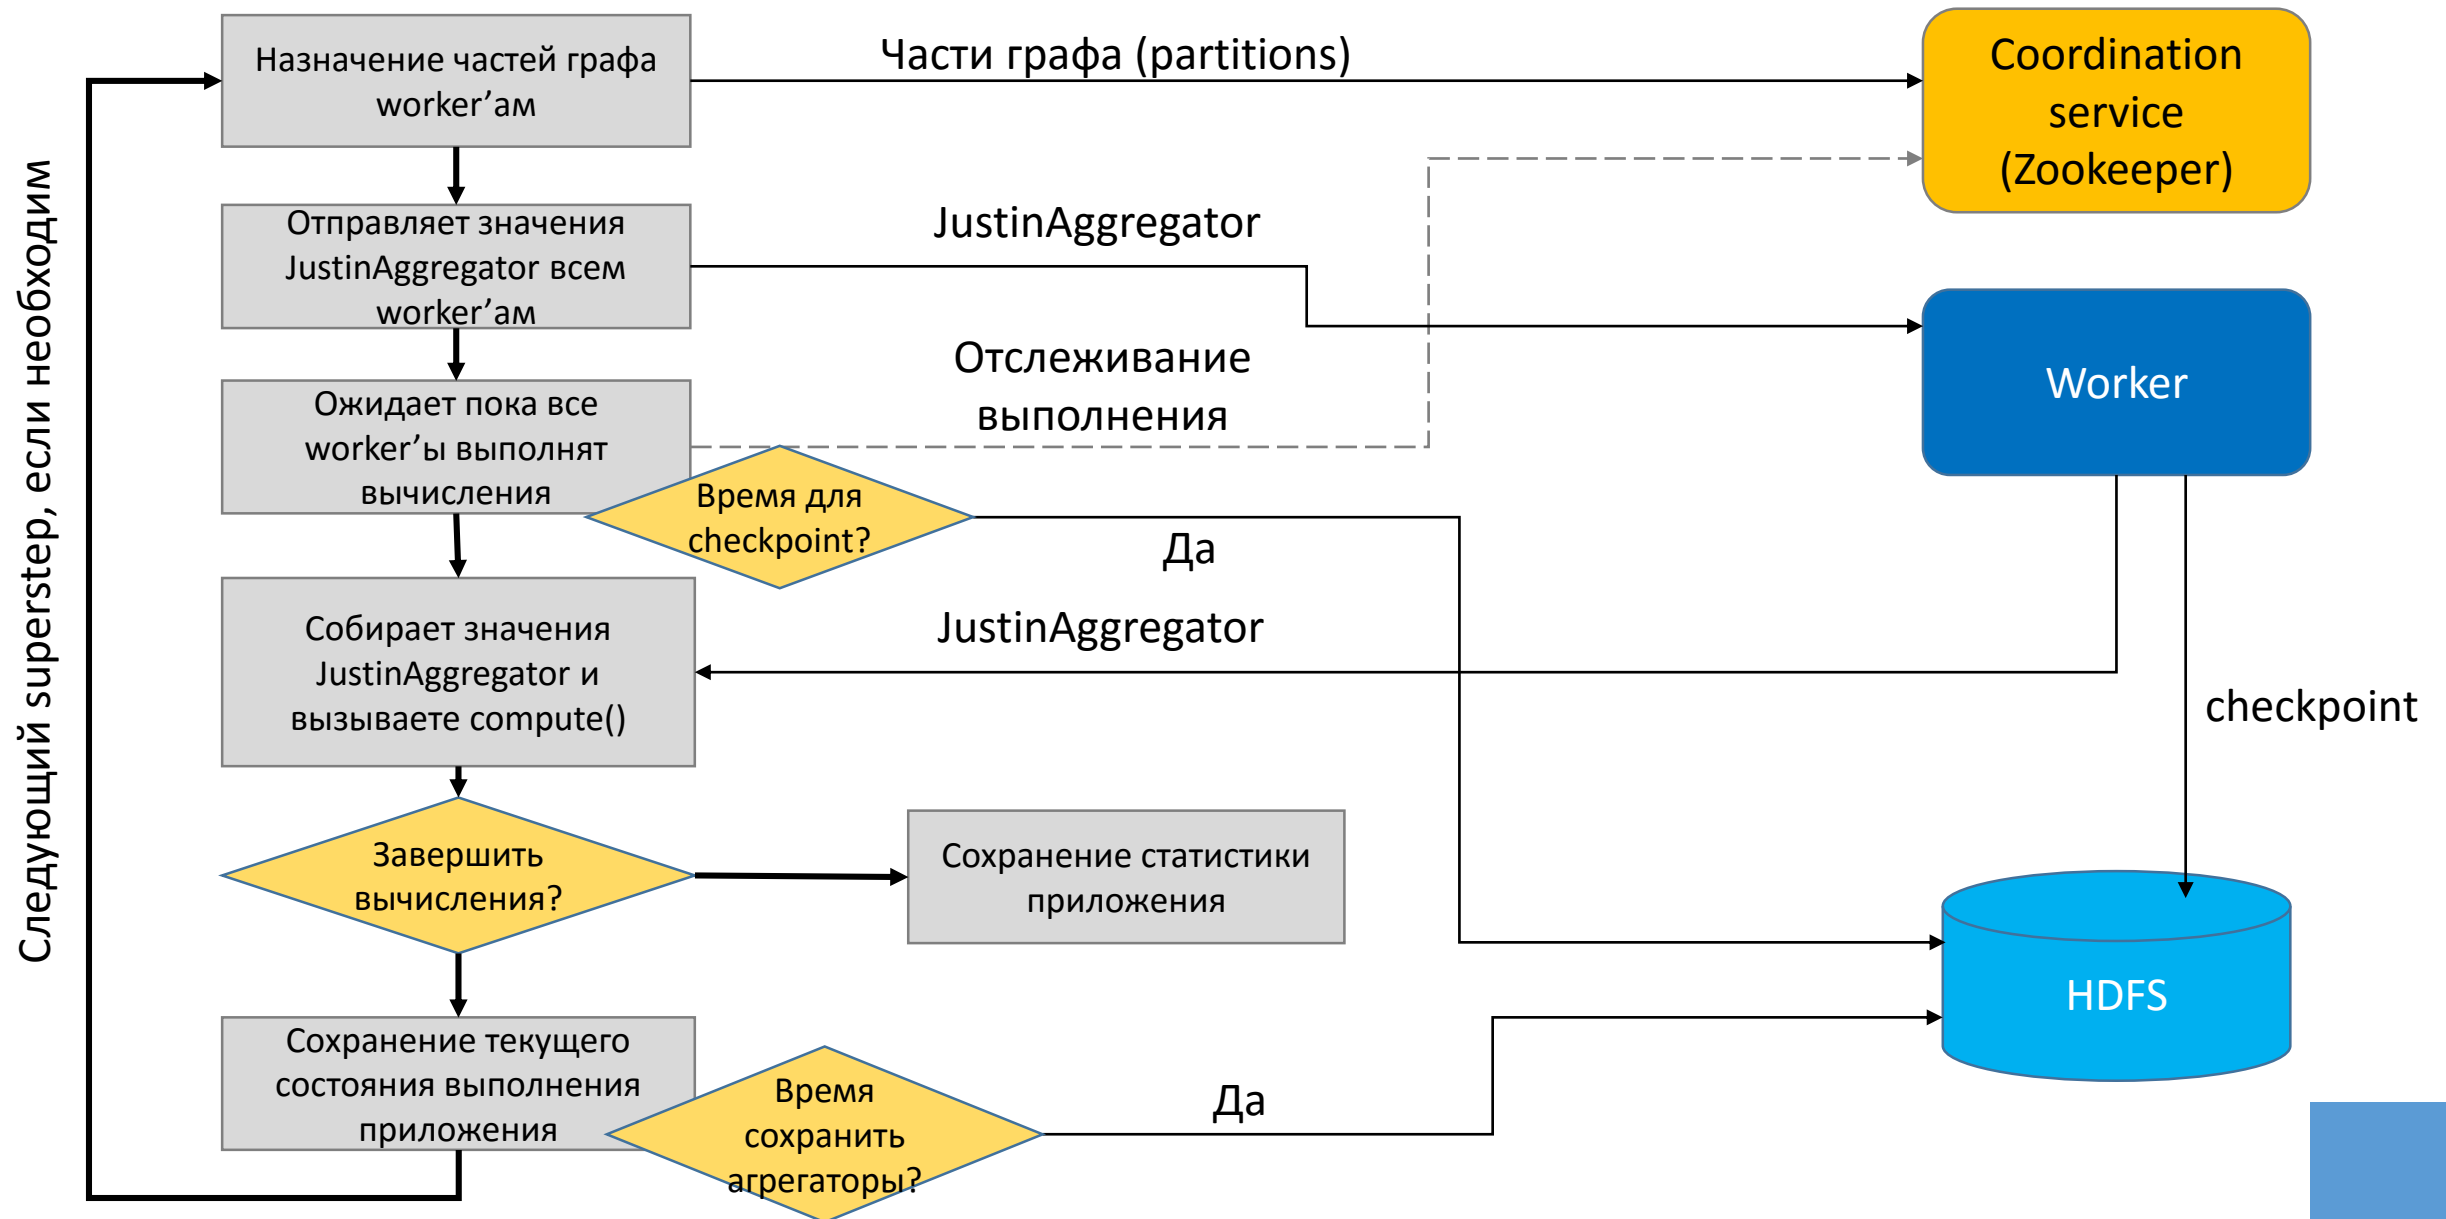 Назначение частей графа
worker’ам
Части графа (partitions)
Coordination
service
(Zookeeper)
Отправляет значения
JustinAggregator всем
worker’ам
JustinAggregator
Ожидает пока все
worker’ы выполнят
вычисления
Отслеживание
выполнения
Worker
Время для
checkpoint?
Да
Собирает значения
JustinAggregator и
вызываете compute()
JustinAggregator
checkpoint
Завершить
вычисления?
Сохранение статистики
приложения
HDFS
Сохранение текущего
состояния выполнения
приложения
Время
сохранить
агрегаторы?
Да
Следующий superstep, если необходим